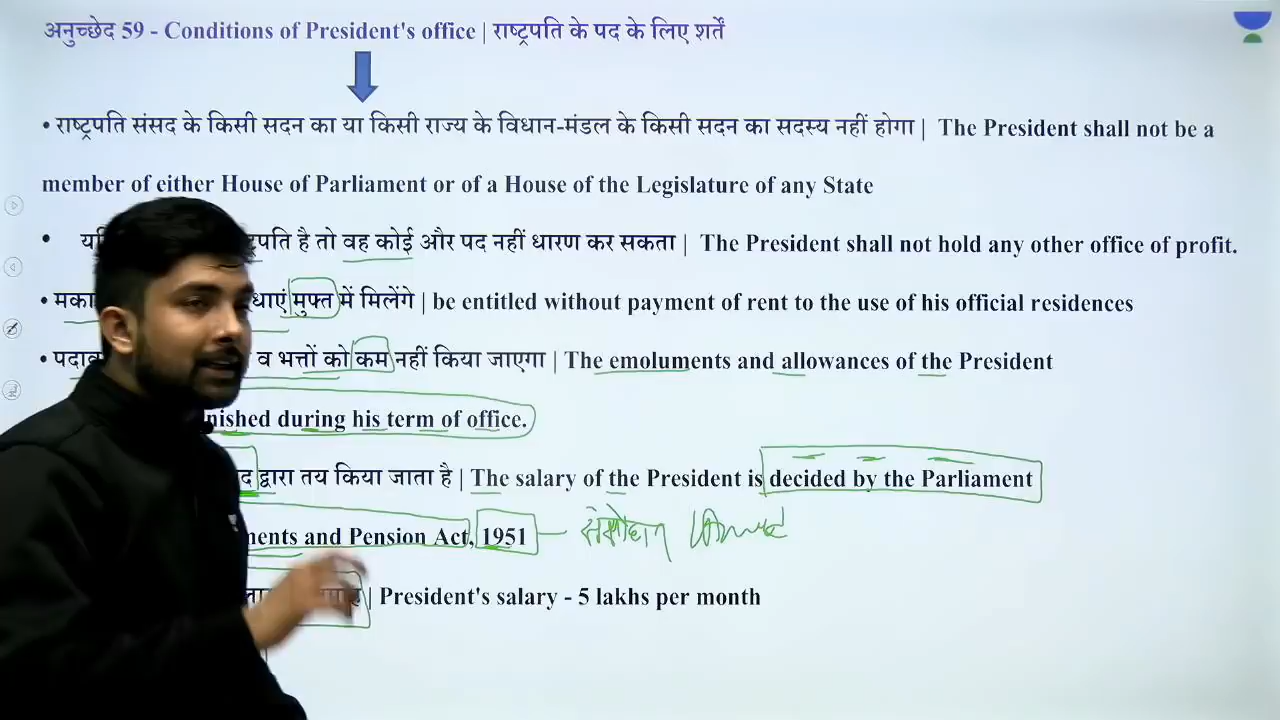 अनुच्छेद 59 - Conditions of President's office | राष्ट्रपति के पद के लिए शर्तें
• राष्ट्रपति संसद के किसी सदन का या किसी राज्य के विधान-मंडल के किसी सदन का सदस्य नहीं होगा | The President shall not be a
member of either House of Parliament or of a House of the Legislature of any State
• है तो वह कोई और पद नहीं धारण कर सकता | The President shall not hold any other office of profit.
• मुफ्त में मिलेंगे | be entitled without payment of rent to the use of his official residences
• व भत्तों को कम नहीं किया जाएगा | The emoluments and allowances of the President
during his term of office.
द्वारा तय किया जाता है | The salary of the President is decided by the Parliament
and Pension Act, 1951 – संशोधन
| President's salary - 5 lakhs per month